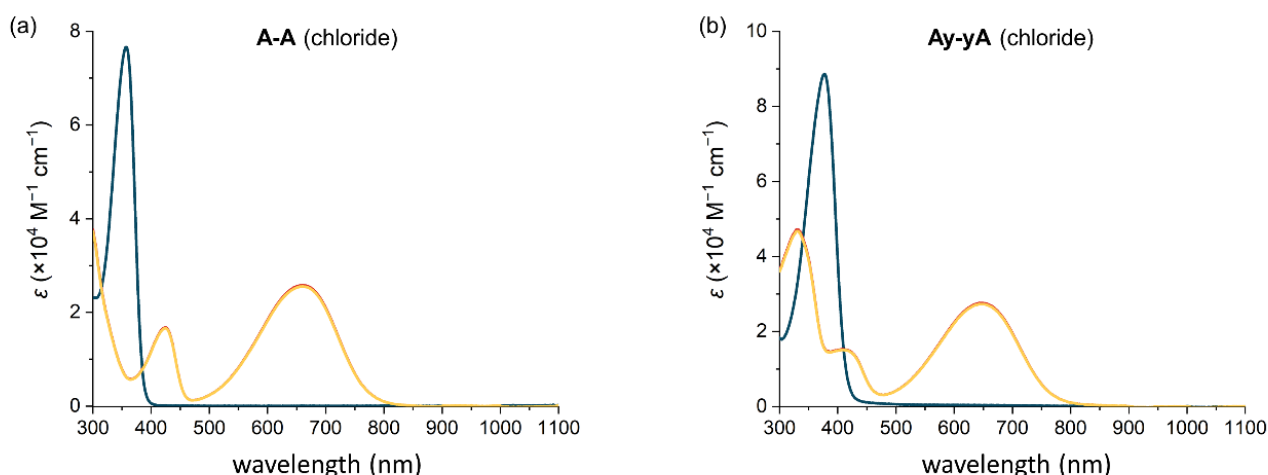 (a)
A-A (chloride)
8
6
4
2
0
ε (×10⁴ M⁻¹ cm⁻¹)
300 400 500 600 700 800 900 1000 1100
wavelength (nm)
(b)
Ay-yA (chloride)
10
8
6
4
2
0
ε (×10⁴ M⁻¹ cm⁻¹)
300 400 500 600 700 800 900 1000 1100
wavelength (nm)